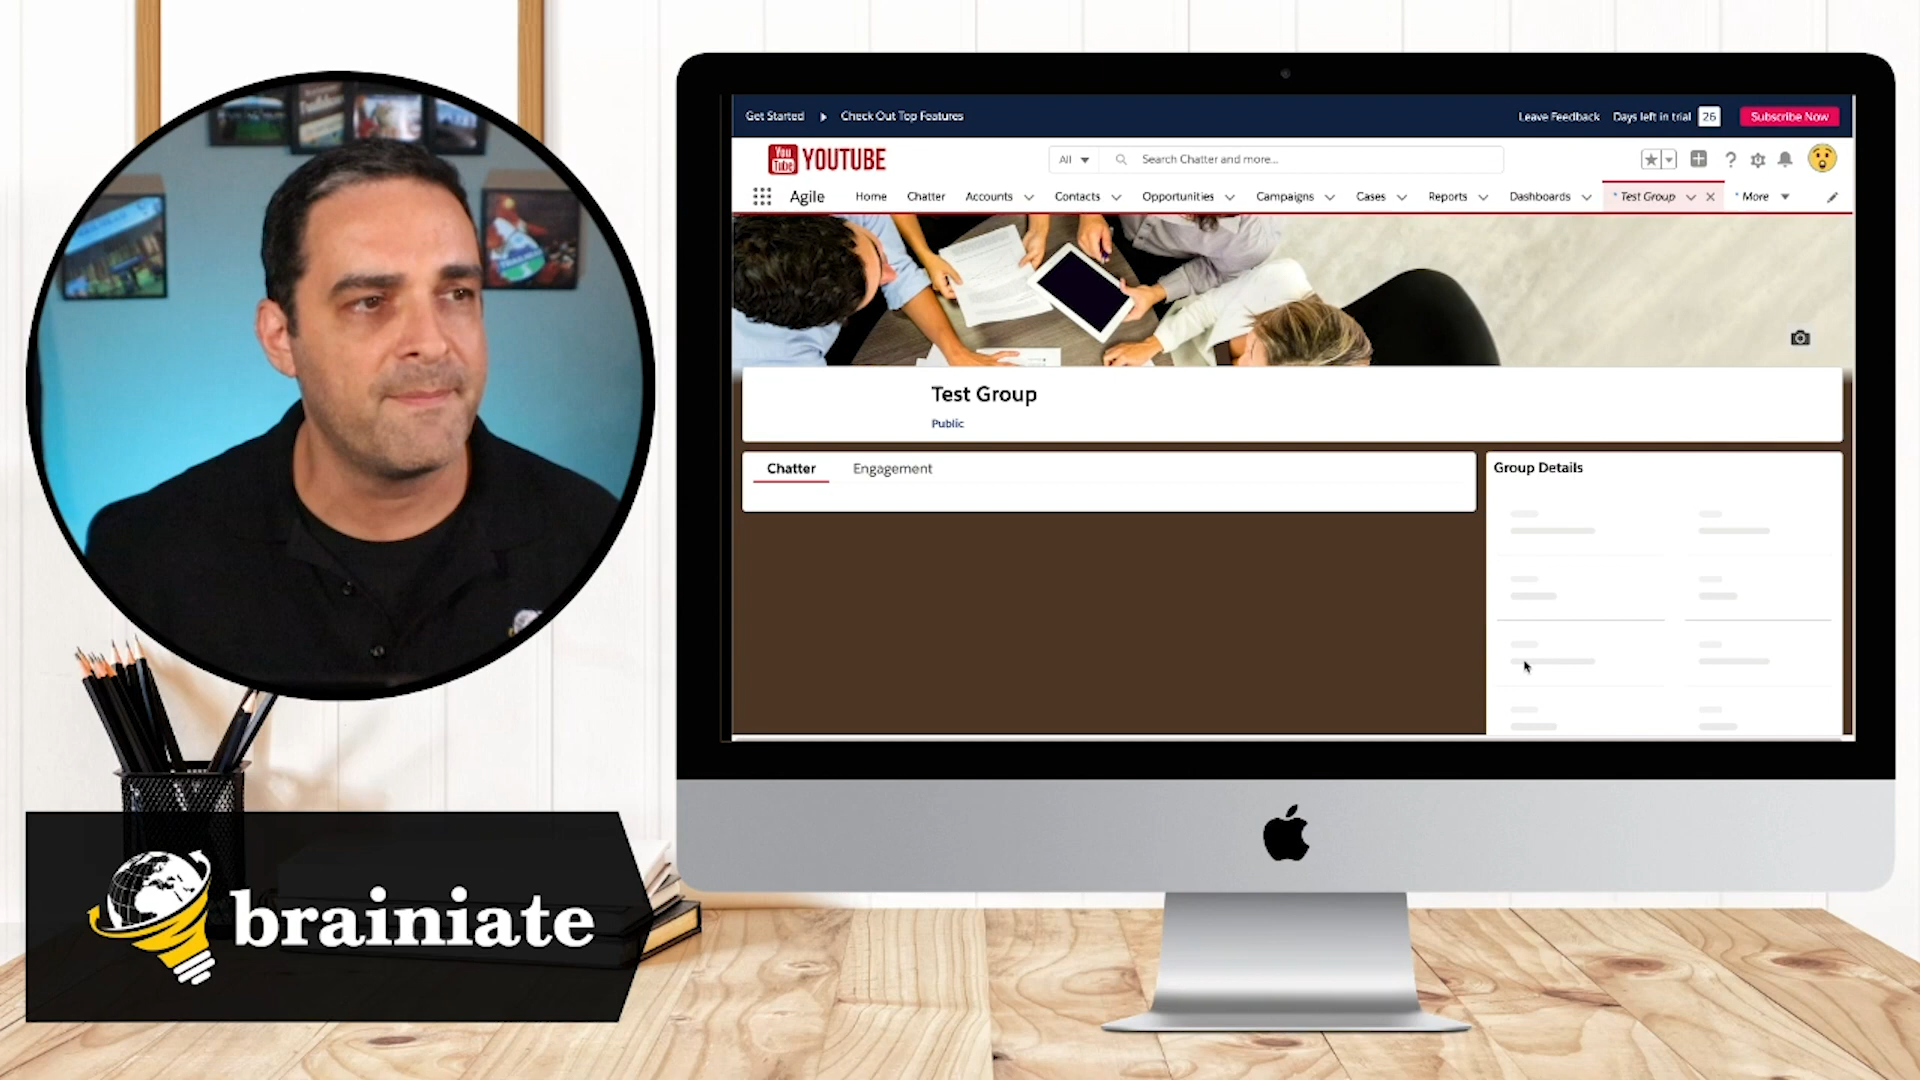 Get Started Check Out Top Features Leave Feedback Days left in trial 26 Subscribe Now
You Tube YOUTUBE All Search Chatter and more...
Agile Home Chatter Accounts Contacts Opportunities Campaigns Cases Reports Dashboards * Test Group * More
Test Group
Public
Chatter Engagement
Group Details
brainiate